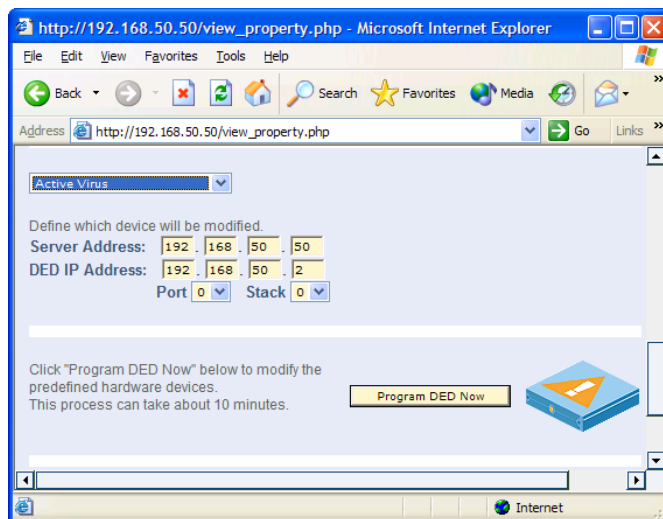 http://192.168.50.50/view_property.php - Microsoft Internet Explorer
File Edit View Favorites Tools Help
Back Search Favorites Media »
Address http://192.168.50.50/view_property.php Go Links »
Active Virus
Define which device will be modified.
Server Address: 192 . 168 . 50 . 50
DED IP Address: 192 . 168 . 50 . 2
Port 0 Stack 0
Click "Program DED Now" below to modify the
predefined hardware devices.
This process can take about 10 minutes.
Program DED Now
Internet